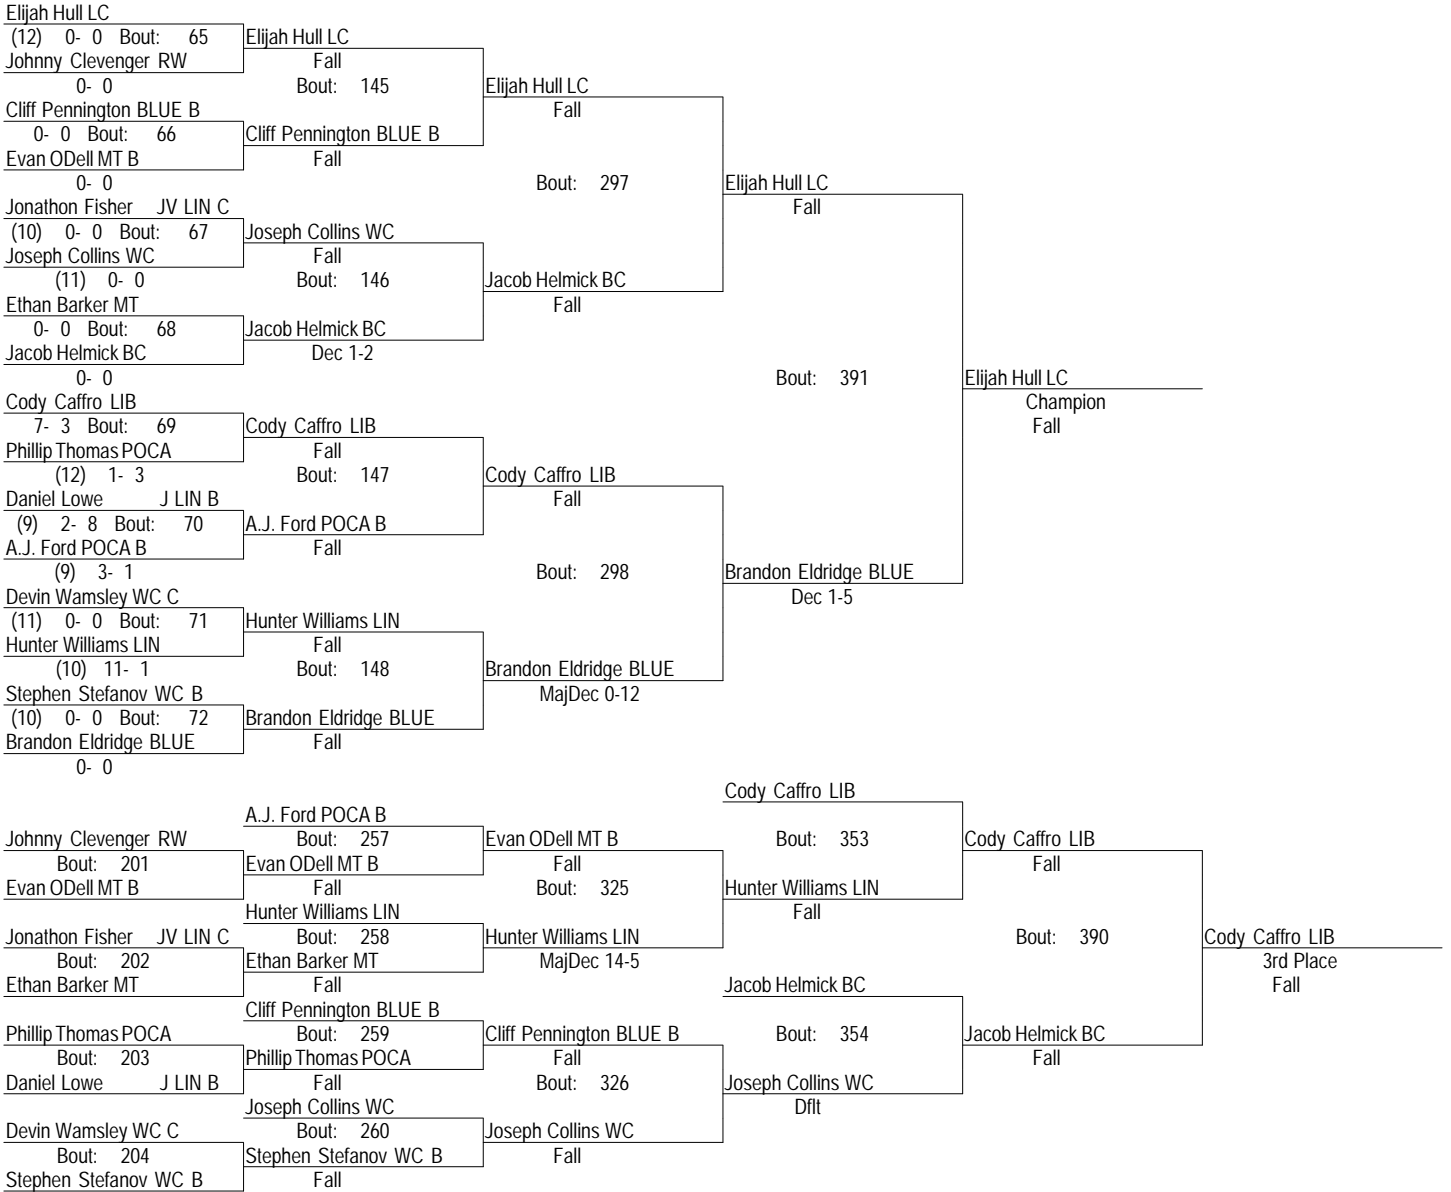 Elijah Hull LC
(12) 0- 0 Bout: 65 Elijah Hull LC
Johnny Clevenger RW Fall
0- 0 Bout: 145 Elijah Hull LC
Cliff Pennington BLUE B Fall
0- 0 Bout: 66 Cliff Pennington BLUE B
Evan ODell MT B Fall
0- 0 Bout: 297 Elijah Hull LC
Jonathon Fisher JV LIN C Fall
(10) 0- 0 Bout: 67 Joseph Collins WC
Joseph Collins WC Fall
(11) 0- 0 Bout: 146 Jacob Helmick BC
Ethan Barker MT Fall
0- 0 Bout: 68 Jacob Helmick BC
Jacob Helmick BC Dec 1-2
0- 0 Bout: 391 Elijah Hull LC
Cody Caffro LIB Champion
7- 3 Bout: 69 Cody Caffro LIB Fall
Phillip Thomas POCA Fall
(12) 1- 3 Bout: 147 Cody Caffro LIB
Daniel Lowe J LIN B Fall
(9) 2- 8 Bout: 70 A.J. Ford POCA B
A.J. Ford POCA B Fall
(9) 3- 1 Bout: 298 Brandon Eldridge BLUE
Devin Wamsley WC C Dec 1-5
(11) 0- 0 Bout: 71 Hunter Williams LIN
Hunter Williams LIN Fall
(10) 11- 1 Bout: 148 Brandon Eldridge BLUE
Stephen Stefanov WC B MajDec 0-12
(10) 0- 0 Bout: 72 Brandon Eldridge BLUE
Brandon Eldridge BLUE Fall
0- 0
Cody Caffro LIB
A.J. Ford POCA B
Johnny Clevenger RW Bout: 257 Evan ODell MT B Bout: 353 Cody Caffro LIB
Bout: 201 Evan ODell MT B Fall Fall
Evan ODell MT B Fall Bout: 325 Hunter Williams LIN
Hunter Williams LIN Fall
Jonathon Fisher JV LIN C Bout: 258 Hunter Williams LIN Bout: 390 Cody Caffro LIB
Bout: 202 Ethan Barker MT MajDec 14-5 3rd Place
Ethan Barker MT Fall Jacob Helmick BC Fall
Cliff Pennington BLUE B
Phillip Thomas POCA Bout: 259 Cliff Pennington BLUE B Bout: 354 Jacob Helmick BC
Bout: 203 Phillip Thomas POCA Fall Fall
Daniel Lowe J LIN B Fall Bout: 326 Joseph Collins WC
Joseph Collins WC Dflt
Devin Wamsley WC C Bout: 260 Joseph Collins WC
Bout: 204 Stephen Stefanov WC B Fall
Stephen Stefanov WC B Fall